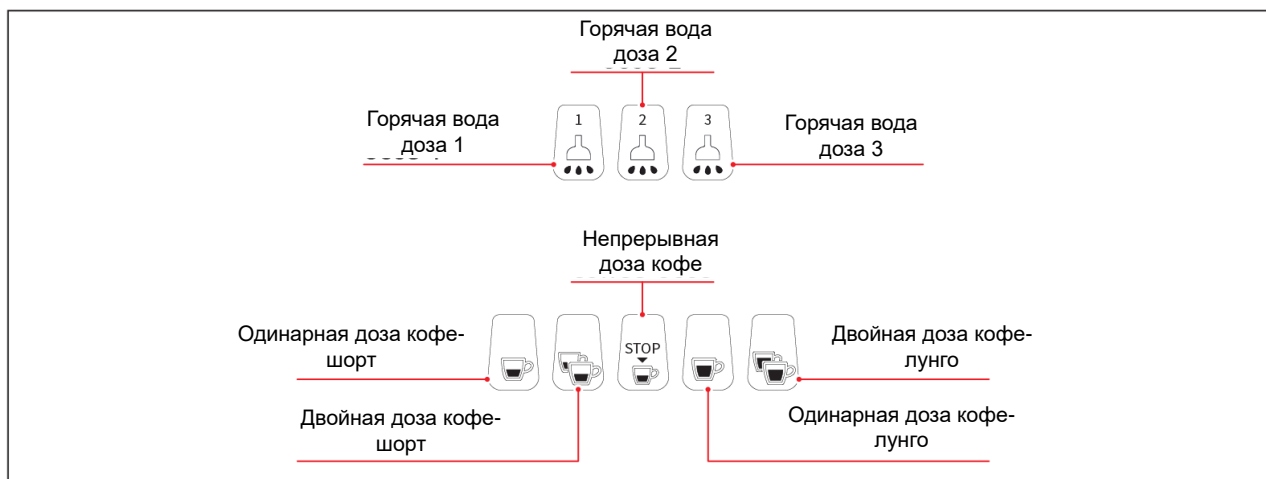 Горячая вода
доза 2
Горячая вода
доза 1
1
2
3
Горячая вода
доза 3
Непрерывная
доза кофе
Одинарная доза кофе-
шорт
STOP
Двойная доза кофе-
лунго
Двойная доза кофе-
шорт
Одинарная доза кофе-
лунго